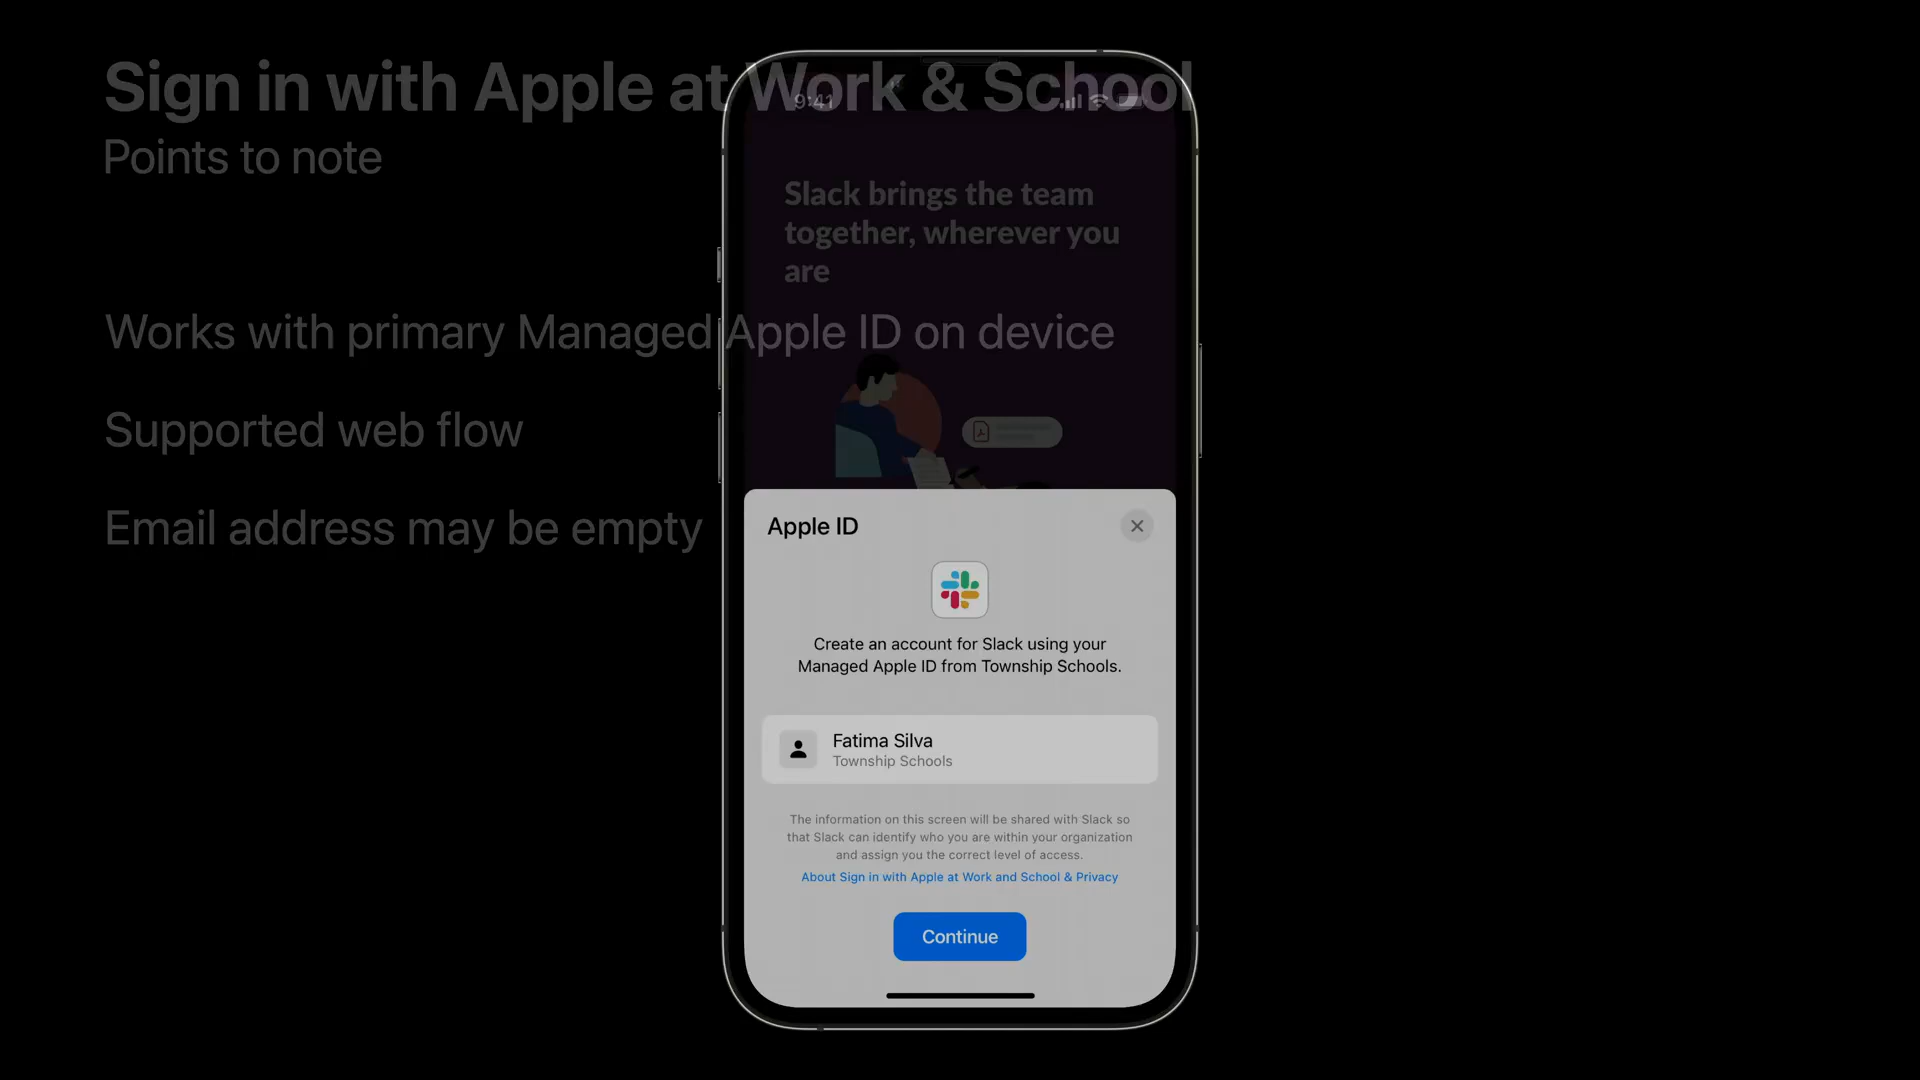 Sign in with Apple at Work & School
Points to note
Works with primary Managed Apple ID on device
Supported web flow
Email address may be empty
9:41
Slack brings the team
together, wherever you
are
Apple ID
Create an account for Slack using your
Managed Apple ID from Township Schools.
Fatima Silva
Township Schools
The information on this screen will be shared with Slack so
that Slack can identify who you are within your organization
and assign you the correct level of access.
About Sign in with Apple at Work and School & Privacy
Continue